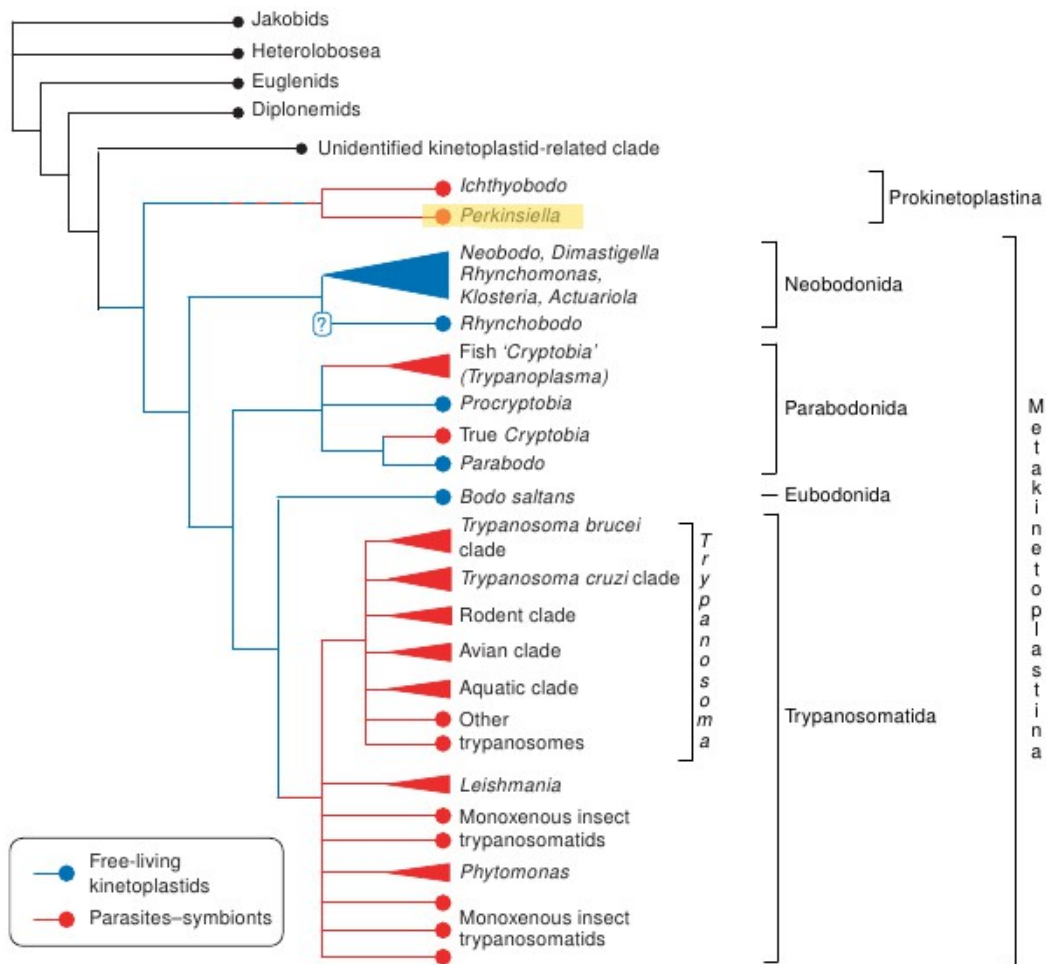 Jakobids
Heterolobosea
Euglenids
Diplonemids
Unidentified kinetoplastid-related clade
Ichthyobodo
Perkinsiella
Prokinetoplastina
Neobodo, Dimastigella
Rhynchomonas,
Klosteria, Actuariola
?
Rhynchobodo
Neobodonida
Fish 'Cryptobia'
(Trypanoplasma)
Procryptobia
True Cryptobia
Parabodo
Parabodonida
Bodo saltans
Eubodonida
Trypanosoma brucei
clade
Trypanosoma cruzi clade
Rodent clade
Avian clade
Aquatic clade
Other
trypanosomes
Trypanosoma
Leishmania
Monoxenous insect
trypanosomatids
Phytomonas
Monoxenous insect
trypanosomatids
Trypanosomatida
Metakinetoplastina
Free-living
kinetoplastids
Parasites–symbionts